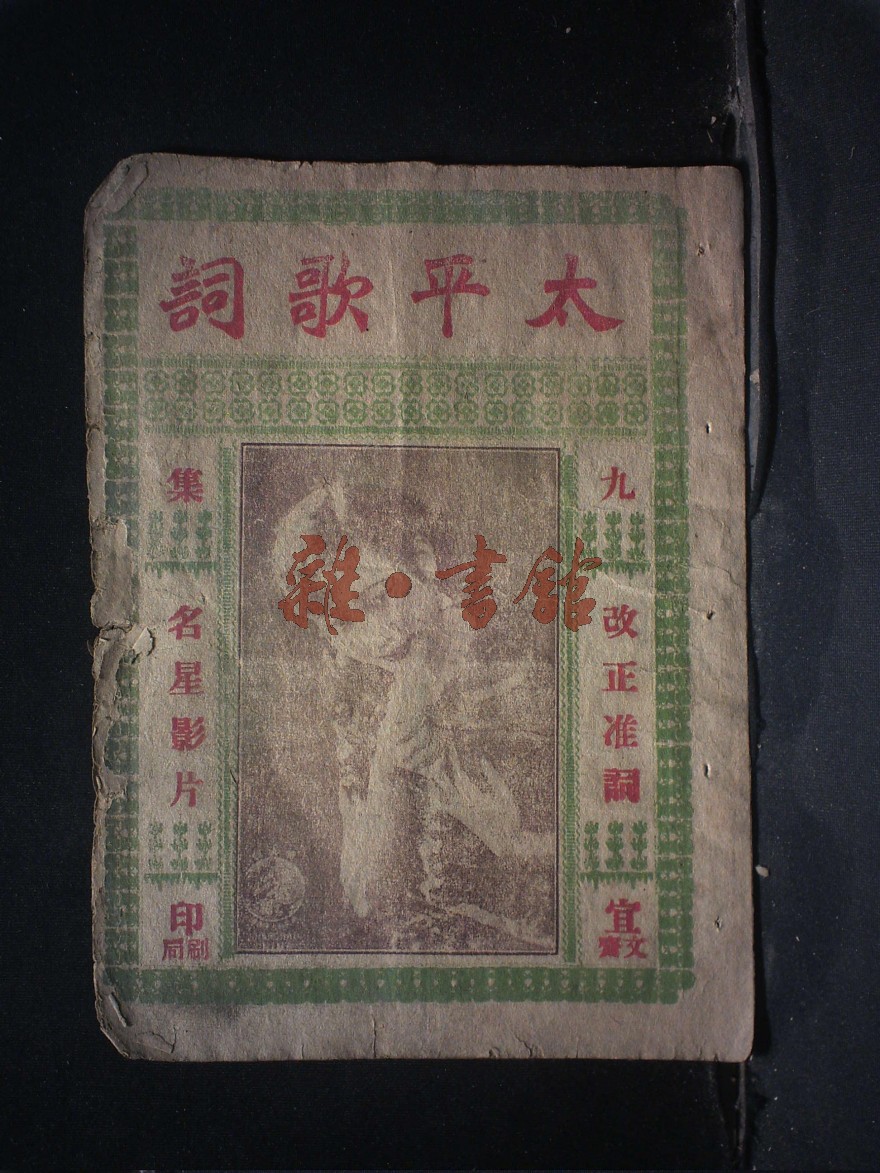 太平歌詞
九集
改正准詞
名星影片
宜文齋
印刷局
雜·書館